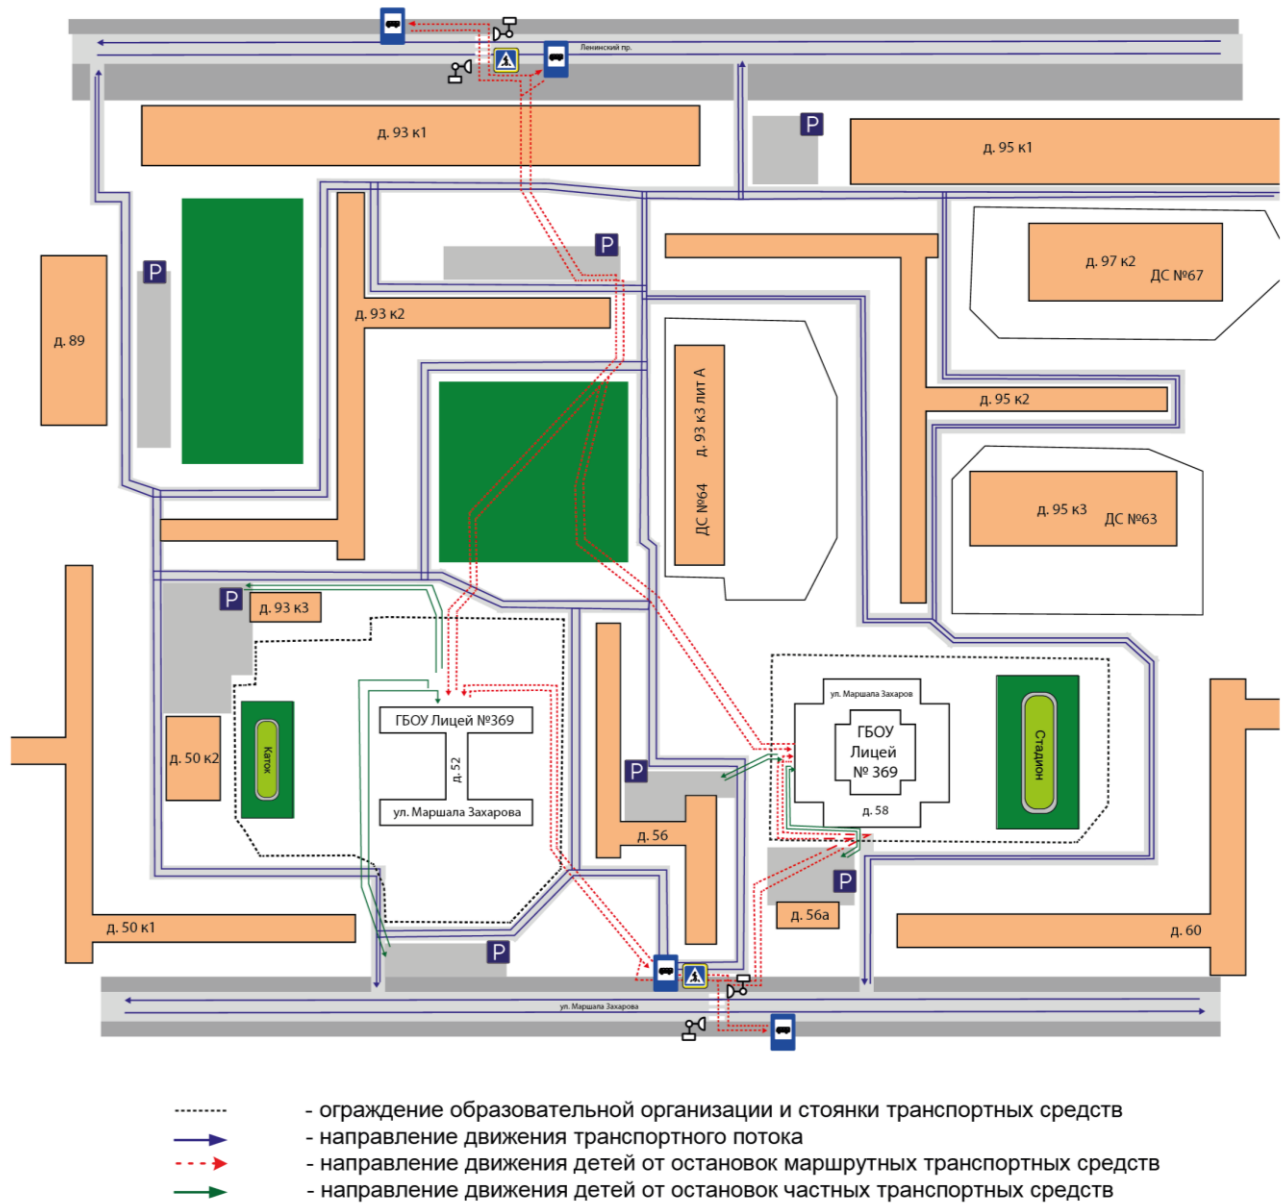 Ленинский пр.
д. 93 к1
P
д. 95 к1
P
P
д. 97 к2
ДС №67
д. 89
д. 93 к2
ДС №64 д. 93 к3 лит А
д. 95 к2
д. 95 к3
ДС №63
P
д. 93 к3
ул. Маршала Захаров
ГБОУ
Лицей
№ 369
д. 58
Стадион
ГБОУ Лицей №369
д. 52
ул. Маршала Захарова
Каток
д. 50 к2
P
д. 56
P
д. 56а
д. 50 к1
д. 60
P
ул. Маршала Захарова
- ограждение образовательной организации и стоянки транспортных средств
- направление движения транспортного потока
- направление движения детей от остановок маршрутных транспортных средств
- направление движения детей от остановок частных транспортных средств